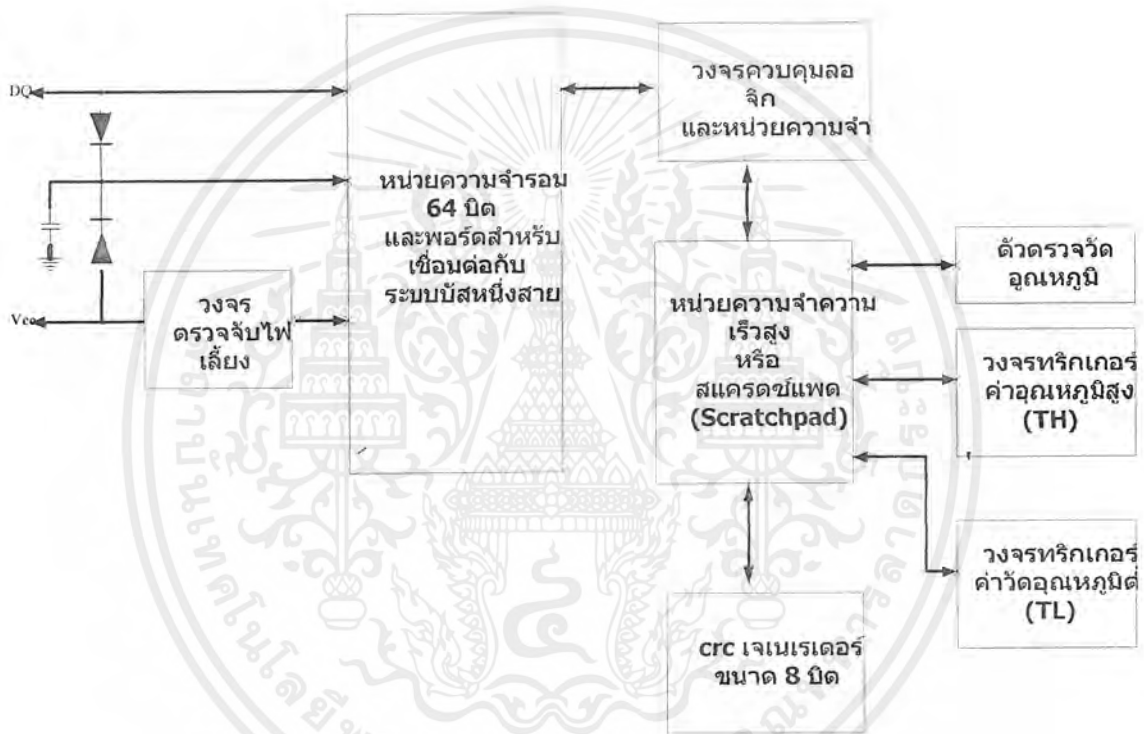 DQ
Vcc
วงจร
ตรวจจับไฟ
เลี้ยง
หน่วยความจำรอม
64 บิต
และพอร์ตสำหรับ
เชื่อมต่อกับ
ระบบบัสหนึ่งสาย
วงจรควบคุมลอ
จิก
และหน่วยความจำ
หน่วยความจำความ
เร็วสูง
หรือ
สแครตช์แพด
(Scratchpad)
ตัวตรวจวัด
อุณหภูมิ
วงจรทริกเกอร์
ค่าอุณหภูมิสูง
(TH)
วงจรทริกเกอร์
ค่าวัดอุณหภูมิต่
(TL)
crc เจเนเรเตอร์
ขนาด 8 บิต